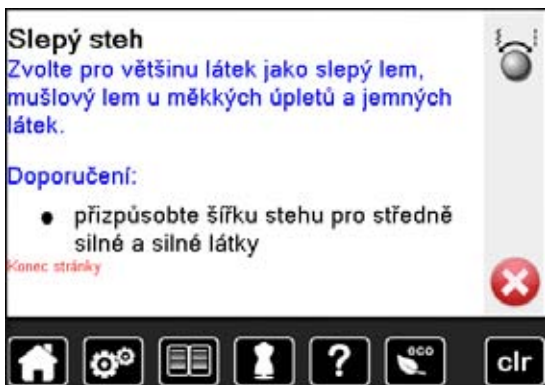 Slepý steh
Zvolte pro většinu látek jako slepý lem,
mušlový lem u měkkých úpletů a jemných
látek.
Doporučení:
● přizpůsobte šířku stehu pro středně
silné a silné látky
Konec stránky
?
eco
clr